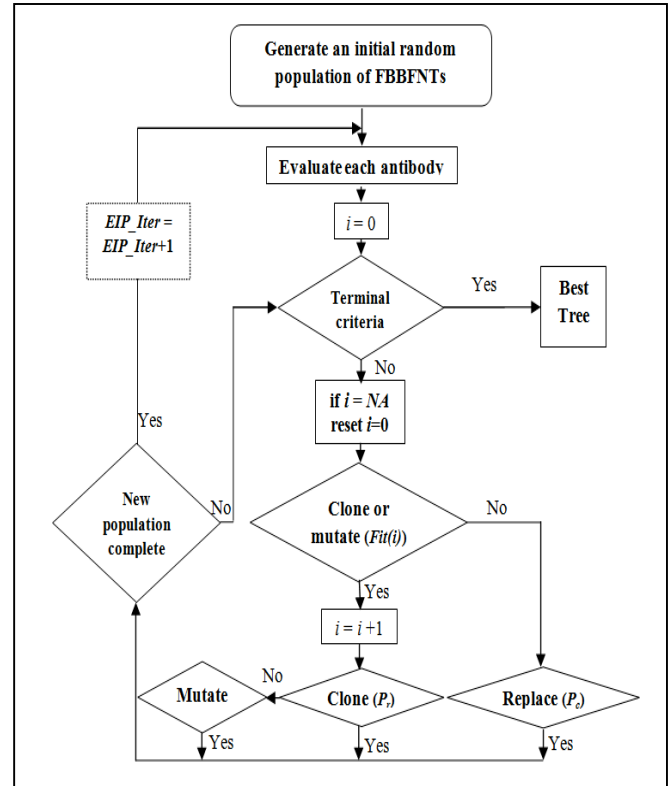 Generate an initial random
population of FBBFNTs
Evaluate each antibody
i = 0
EIP_Iter =
EIP_Iter+1
Terminal
criteria
Yes
Best
Tree
No
if i = NA
reset i=0
Yes
New
population
complete
No
Clone or
mutate (Fit(i))
No
Yes
i = i +1
No
Mutate
Clone (Pr)
Replace (Pc)
Yes
Yes
Yes